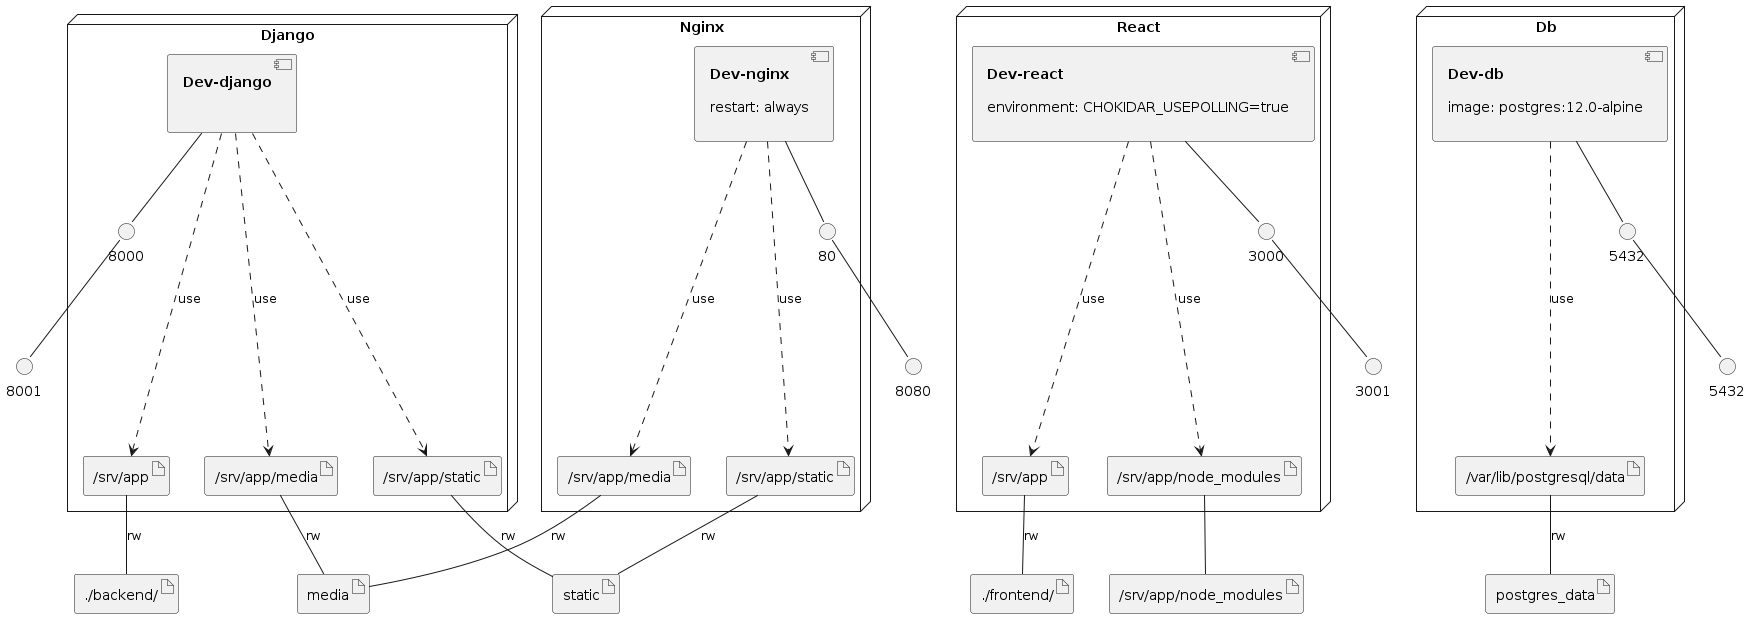 Django
Nginx
React
Db
Dev-django
Dev-nginx
restart: always
Dev-react
environment: CHOKIDAR_USEPOLLING=true
Dev-db
image: postgres:12.0-alpine
8000
80
3000
5432
use
use
use
use
use
use
use
use
8001
8080
3001
5432
/srv/app
/srv/app/media
/srv/app/static
/srv/app/media
/srv/app/static
/srv/app
/srv/app/node_modules
/var/lib/postgresql/data
rw
rw
rw
rw
rw
rw
rw
./backend/
media
static
./frontend/
/srv/app/node_modules
postgres_data